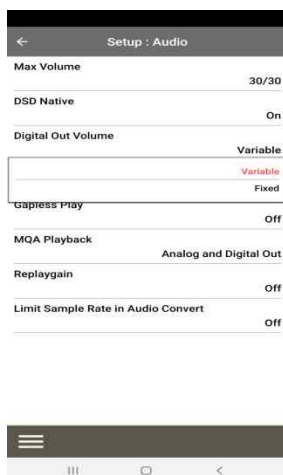 Setup : Audio
Max Volume
30/30
DSD Native
On
Digital Out Volume
Variable
Variable
Fixed
Gapless Play
Off
MQA Playback
Analog and Digital Out
Replaygain
Off
Limit Sample Rate in Audio Convert
Off